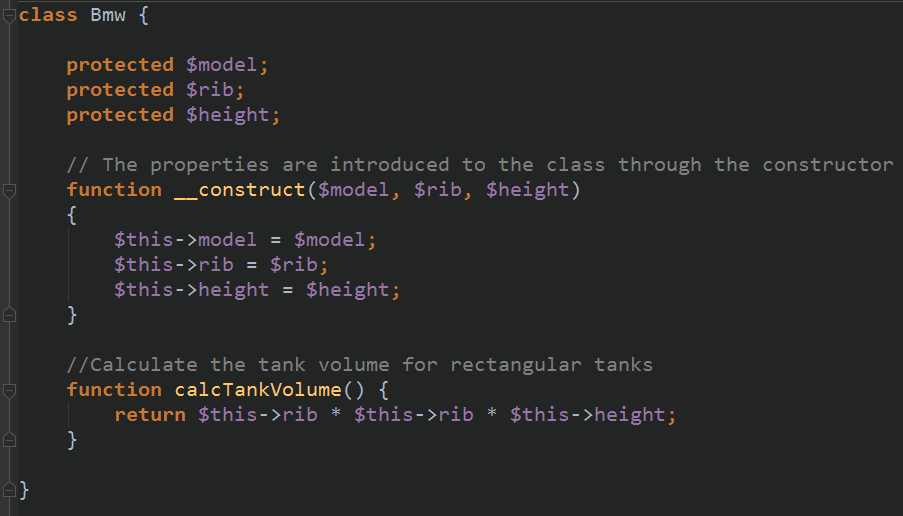 class Bmw {
protected $model;
protected $rib;
protected $height;
// The properties are introduced to the class through the constructor
function __construct($model, $rib, $height)
{
$this->model = $model;
$this->rib = $rib;
$this->height = $height;
}
//Calculate the tank volume for rectangular tanks
function calcTankVolume() {
return $this->rib * $this->rib * $this->height;
}
}